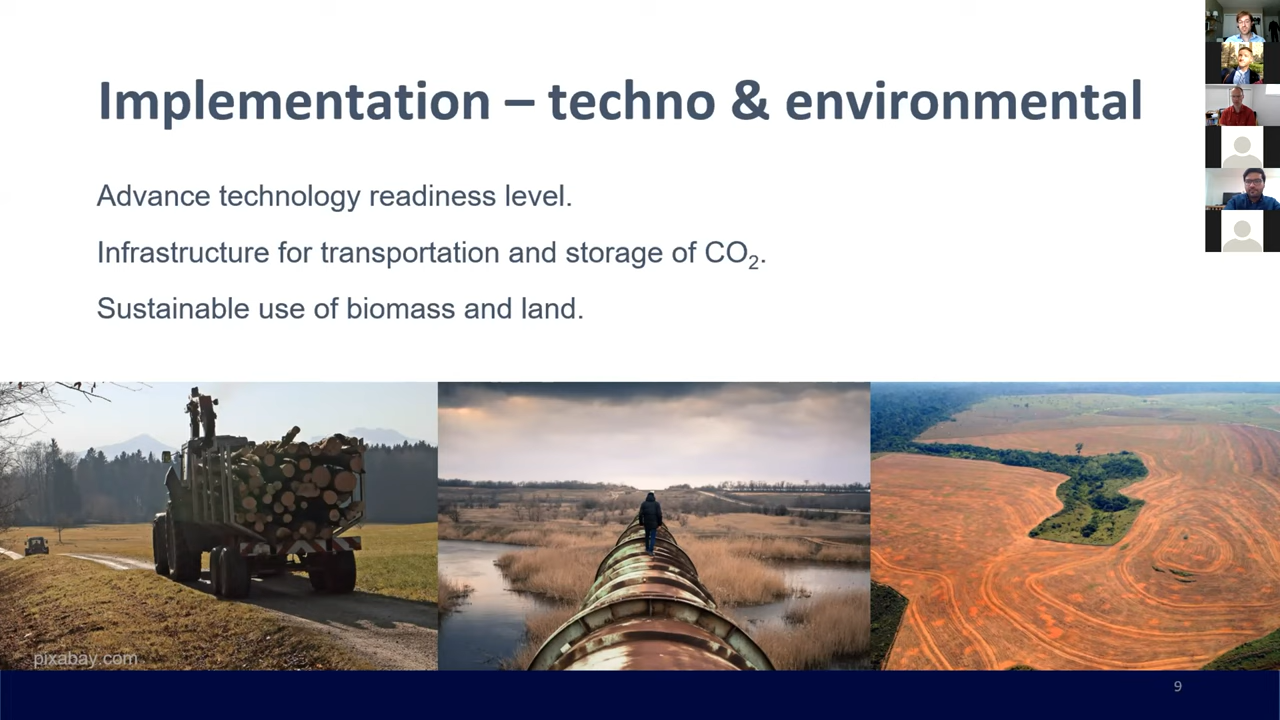 Implementation – techno & environmental
Advance technology readiness level.
Infrastructure for transportation and storage of CO₂.
Sustainable use of biomass and land.
pixabay.com
9